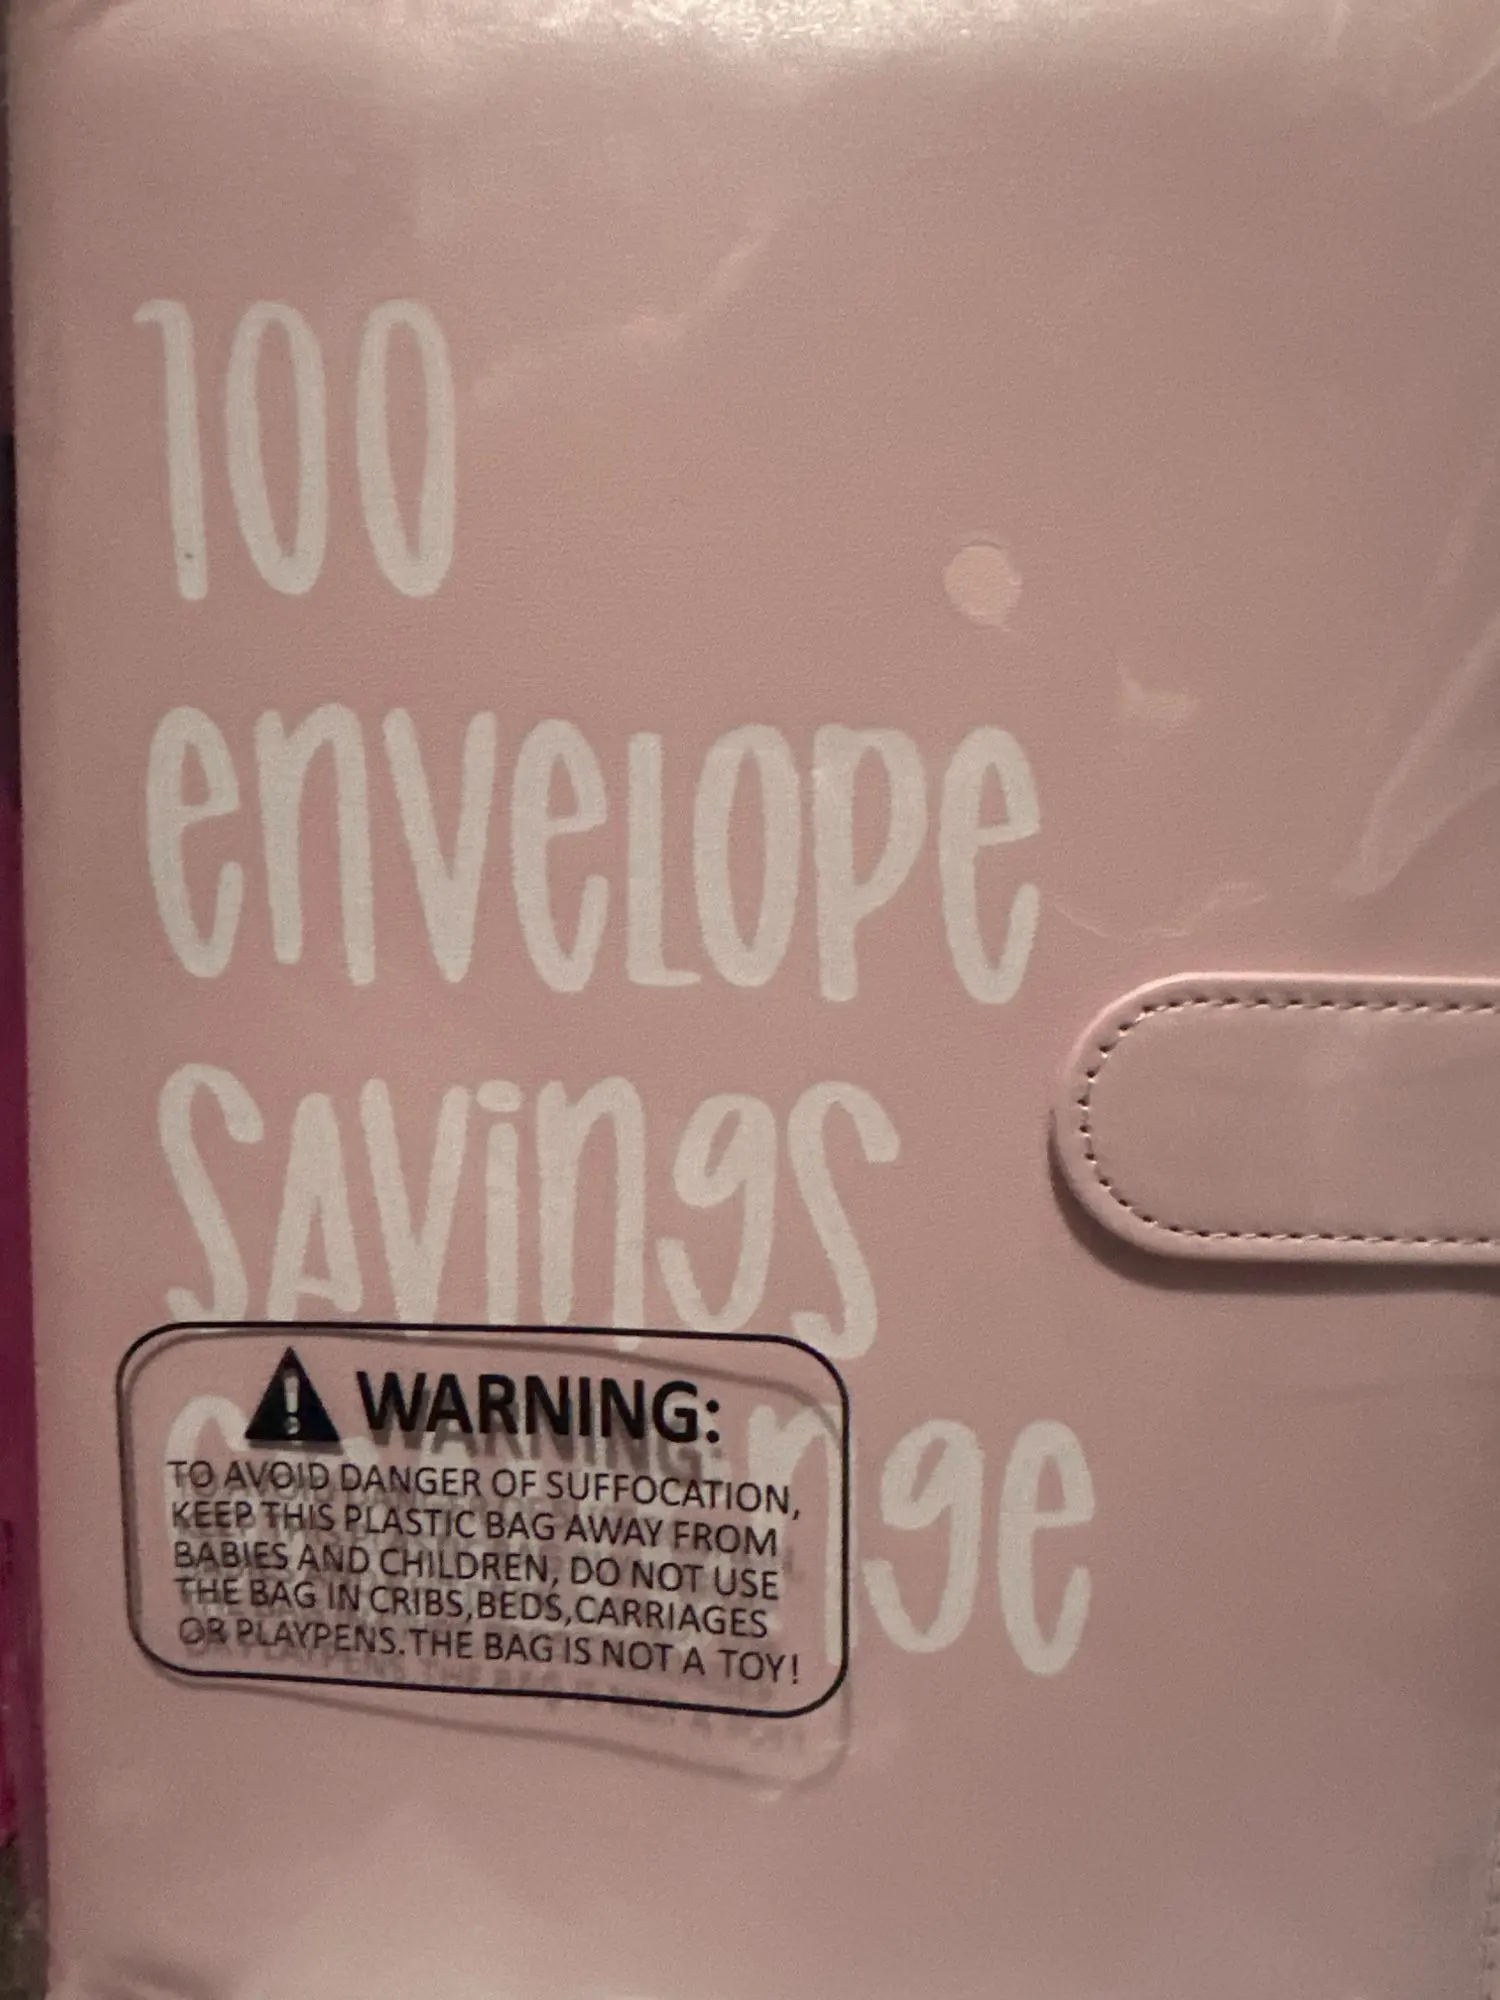 100
envelope
SAVings
WARNING:
TO AVOID DANGER OF SUFFOCATION,
KEEP THIS PLASTIC BAG AWAY FROM
BABIES AND CHILDREN, DO NOT USE
THE BAG IN CRIBS,BEDS,CARRIAGES
OR PLAYPENS.THE BAG IS NOT A TOY!